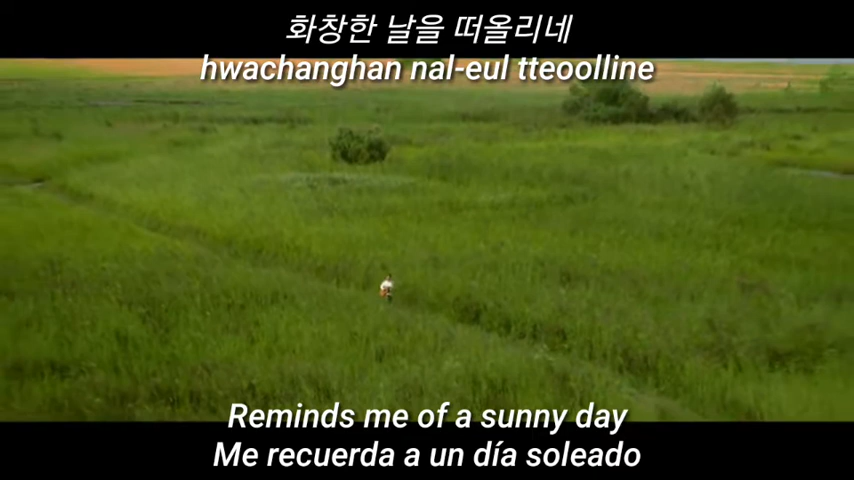 화창한 날을 떠올리네
hwachanghan nal-eul tteoolline
Reminds me of a sunny day
Me recuerda a un día soleado